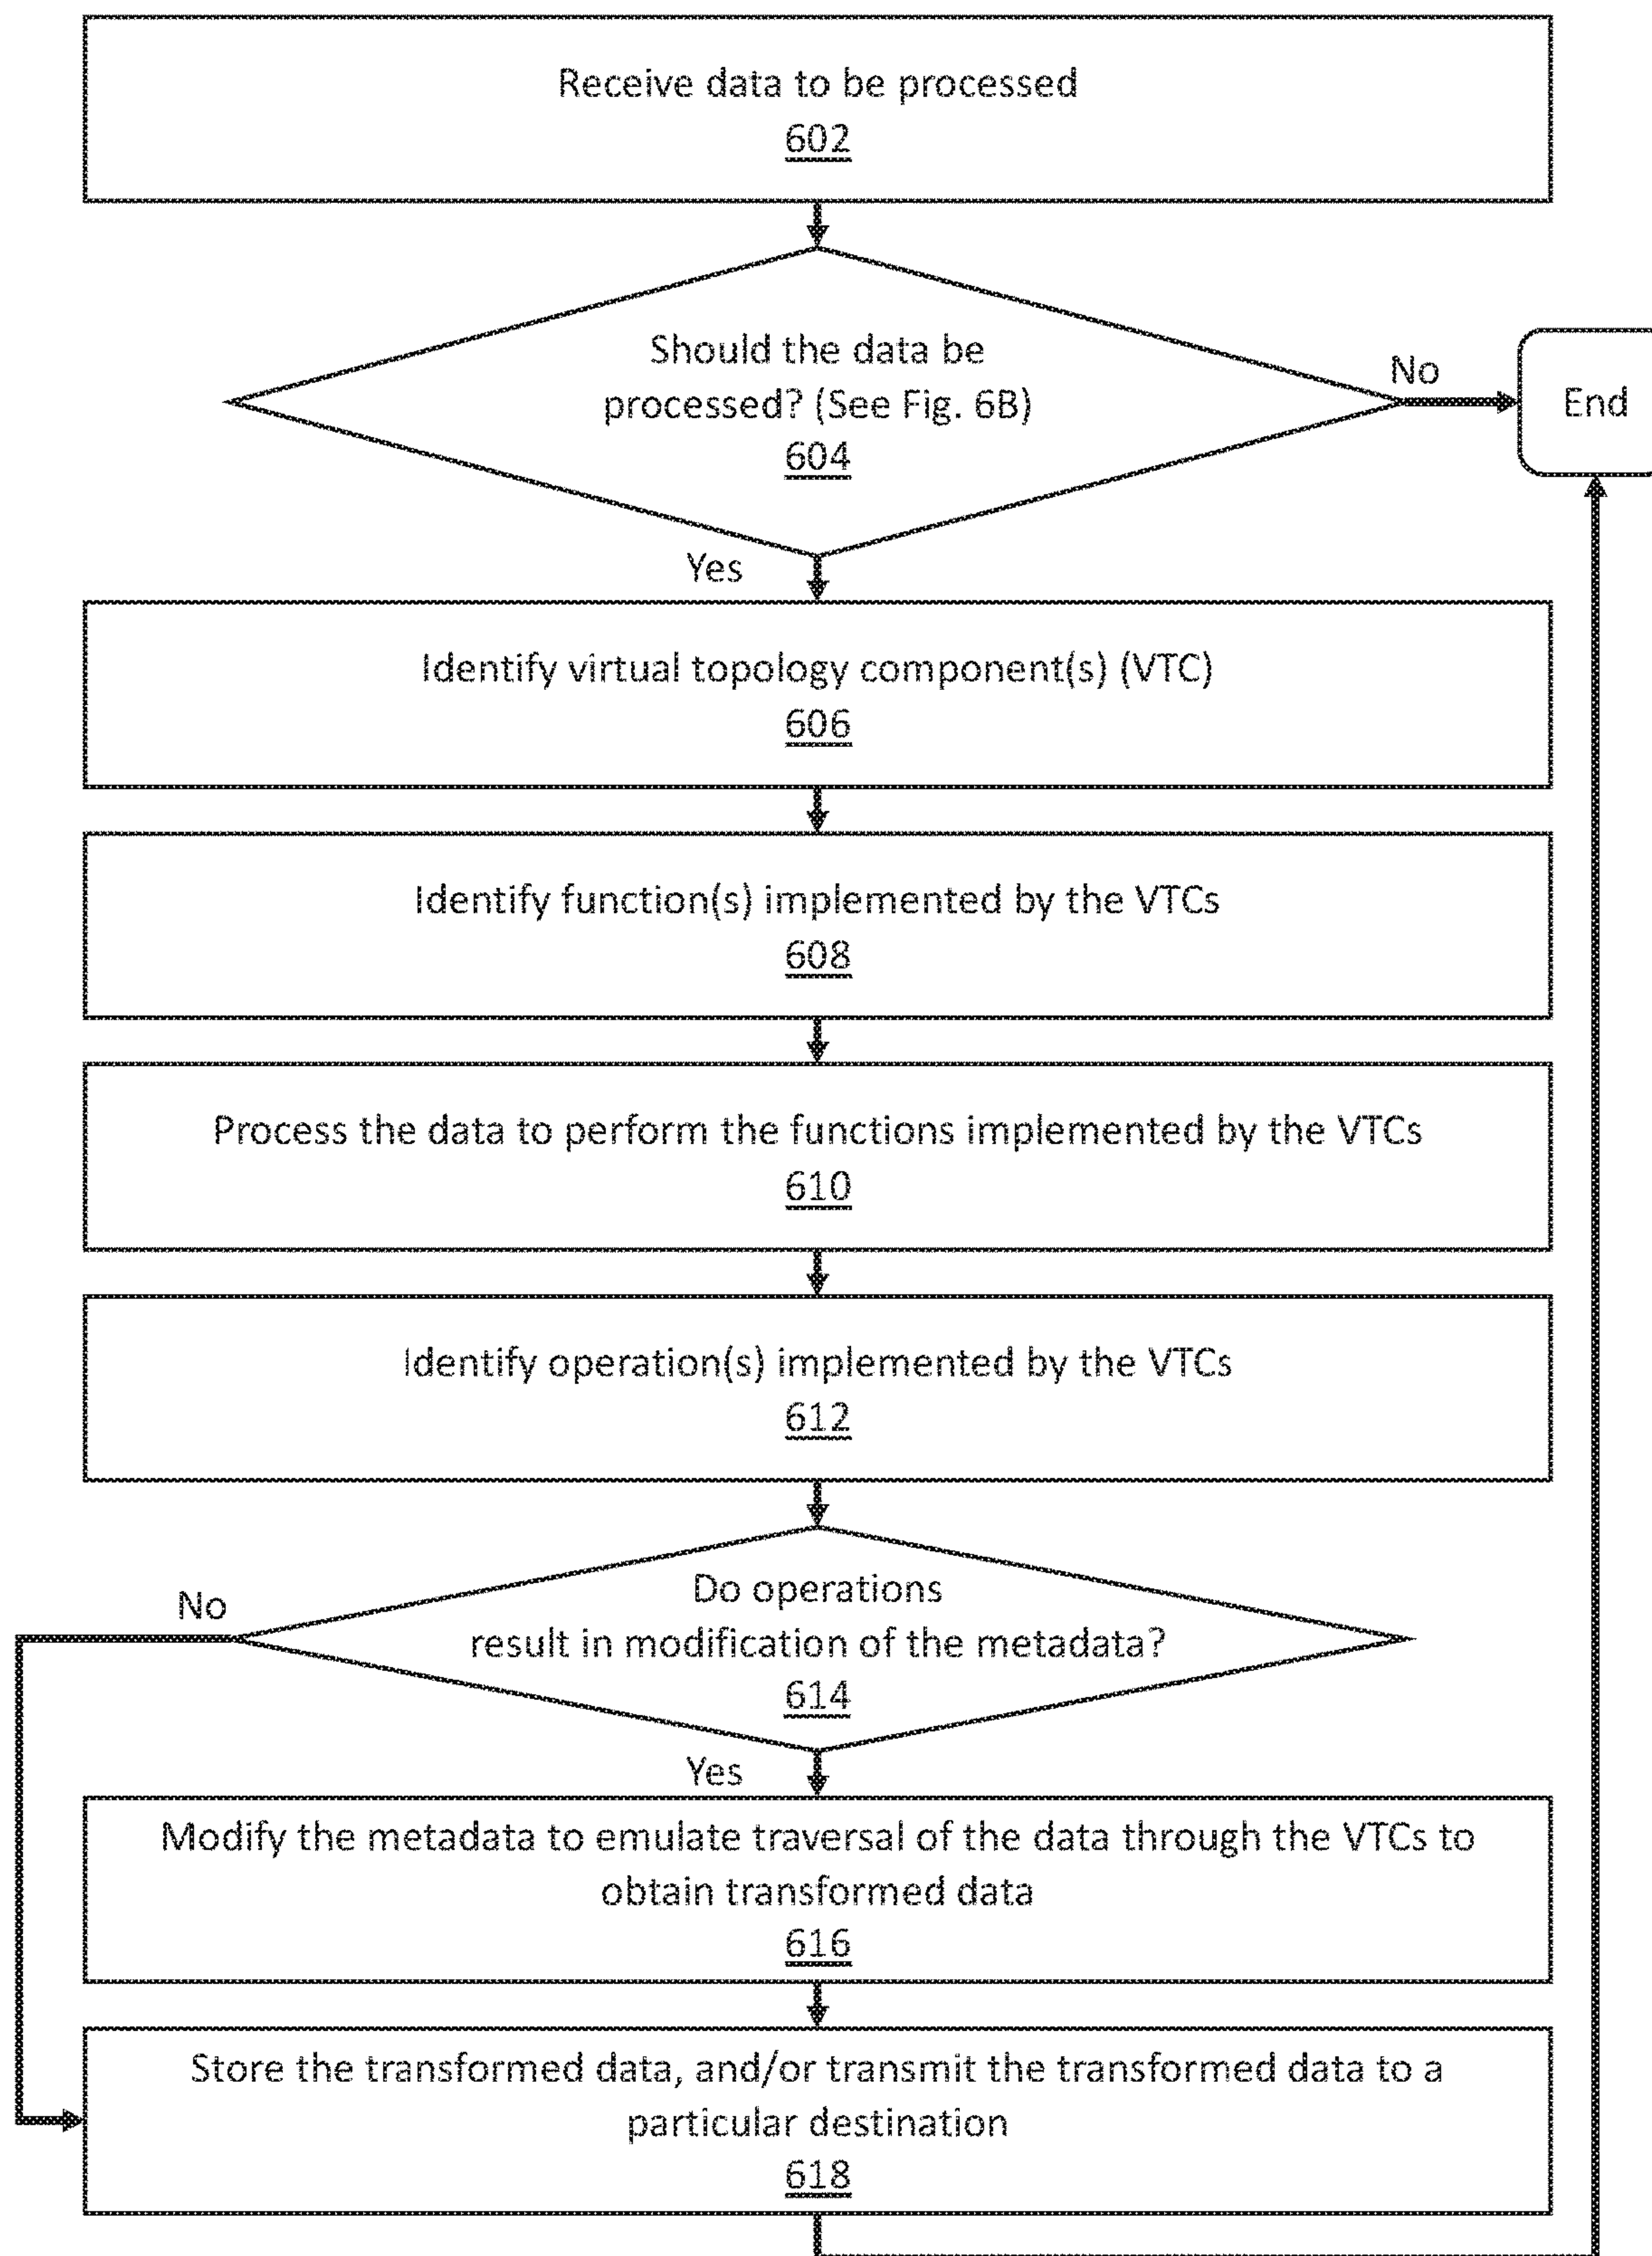 Receive data to be processed
602
Should the data be
processed? (See Fig. 6B)
604
No
End
Yes
Identify virtual topology component(s) (VTC)
606
Identify function(s) implemented by the VTCs
608
Process the data to perform the functions implemented by the VTCs
610
Identify operation(s) implemented by the VTCs
612
No
Do operations
result in modification of the metadata?
614
Yes
Modify the metadata to emulate traversal of the data through the VTCs to
obtain transformed data
616
Store the transformed data, and/or transmit the transformed data to a
particular destination
618